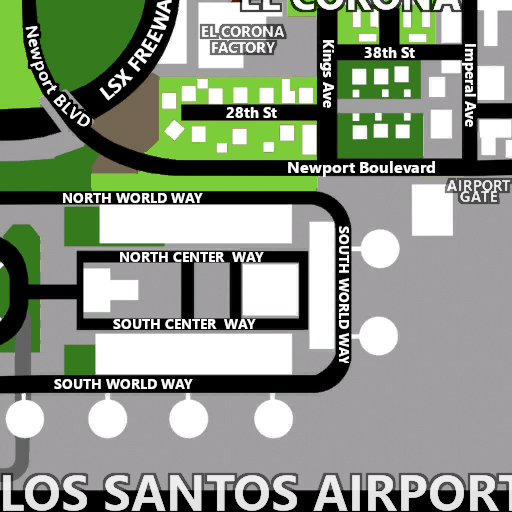 EL CORONA
LSX FREEWA
Newport BLVD
EL CORONA
FACTORY
Kings Ave
38th St
Imperal Ave
28th St
Newport Boulevard
AIRPORT
GATE
NORTH WORLD WAY
SOUTH WORLD WAY
NORTH CENTER WAY
SOUTH CENTER WAY
SOUTH WORLD WAY
LOS SANTOS AIRPORT